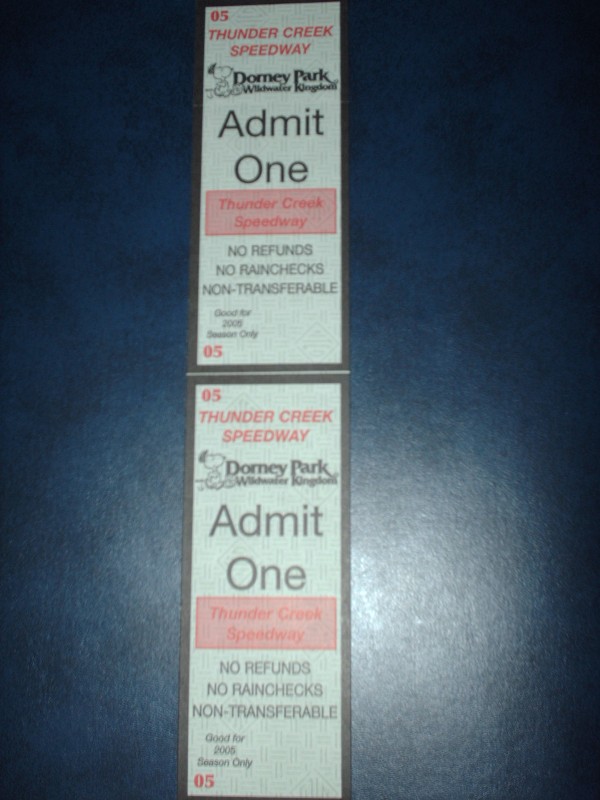 05
THUNDER CREEK
SPEEDWAY
Dorney Park
Wildwater Kingdom
Admit
One
Thunder Creek
Speedway
NO REFUNDS
NO RAINCHECKS
NON-TRANSFERABLE
Good for
2005
Season Only
05
05
THUNDER CREEK
SPEEDWAY
Dorney Park
Wildwater Kingdom
Admit
One
Thunder Creek
Speedway
NO REFUNDS
NO RAINCHECKS
NON-TRANSFERABLE
Good for
2005
Season Only
05